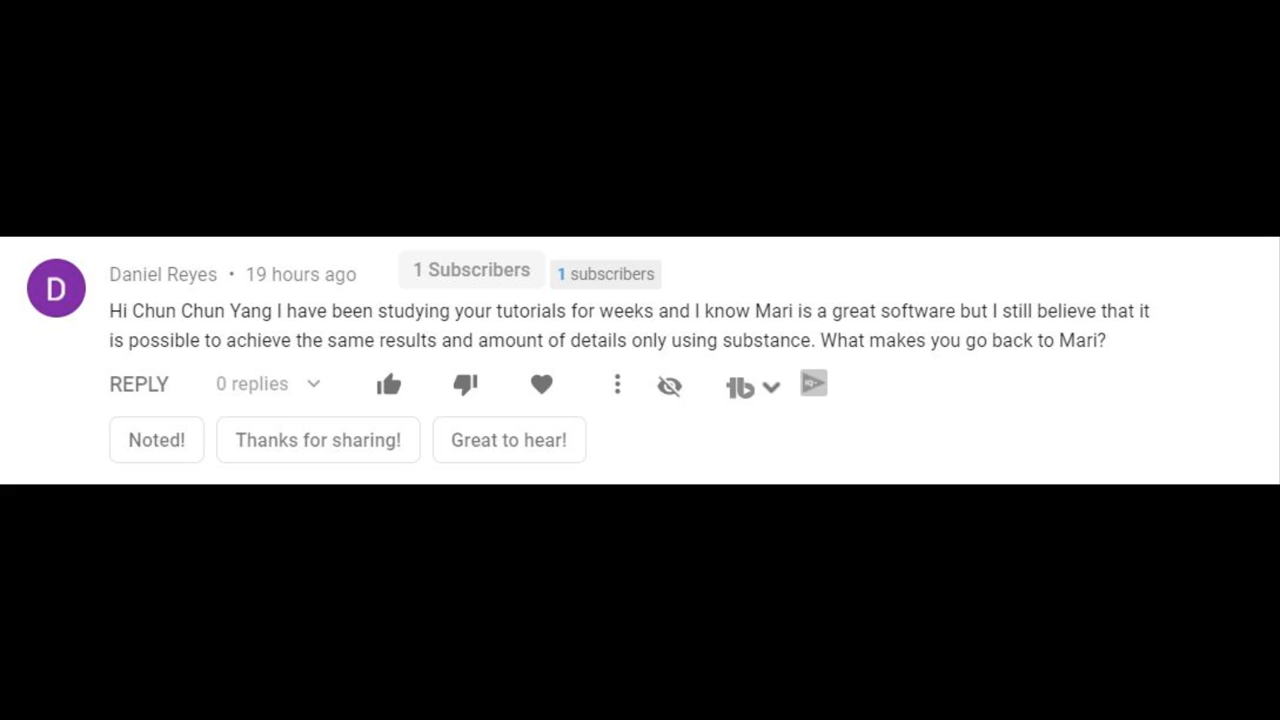 D
Daniel Reyes • 19 hours ago 1 Subscribers 1 subscribers
Hi Chun Chun Yang I have been studying your tutorials for weeks and I know Mari is a great software but I still believe that it
is possible to achieve the same results and amount of details only using substance. What makes you go back to Mari?
REPLY 0 replies
Noted! Thanks for sharing! Great to hear!